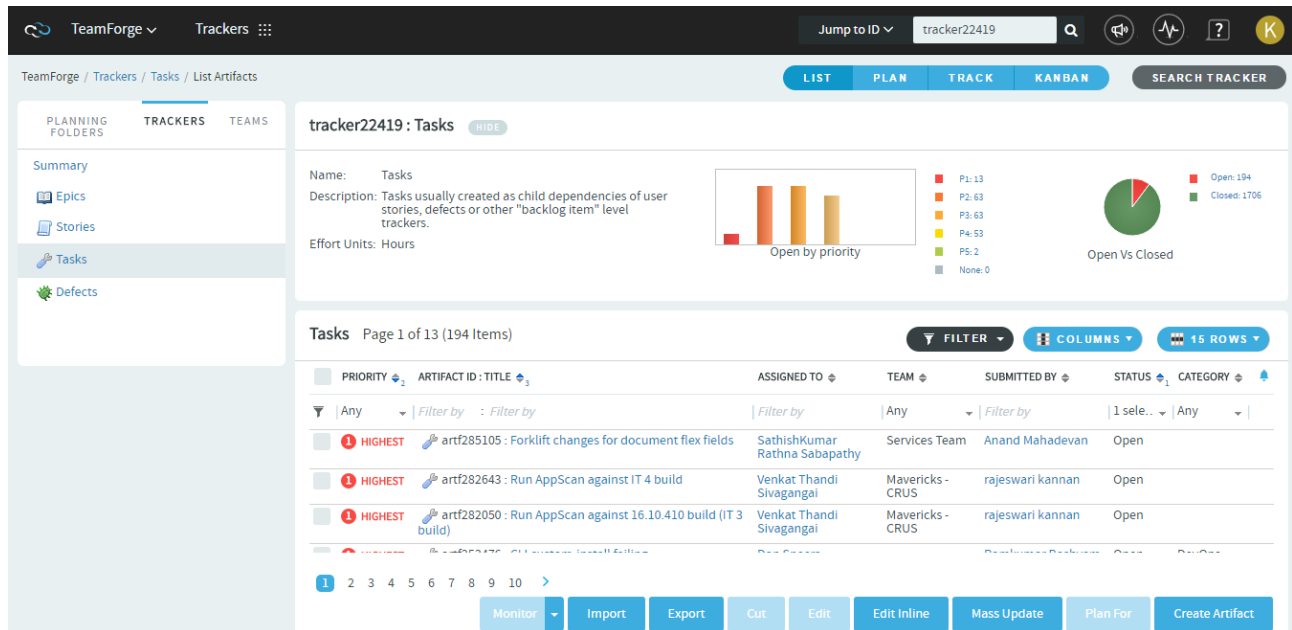 TeamForge
Trackers
Jump to ID
tracker22419
?
K
TeamForge / Trackers / Tasks / List Artifacts
LIST
PLAN
TRACK
KANBAN
SEARCH TRACKER
PLANNING FOLDERS
TRACKERS
TEAMS
Summary
Epics
Stories
Tasks
Defects
tracker22419 : Tasks
HIDE
Name: Tasks
Description: Tasks usually created as child dependencies of user
stories, defects or other "backlog item" level
trackers.
Effort Units: Hours
Open by priority
P1: 13
P2: 63
P3: 63
P4: 53
P5: 2
None: 0
Open Vs Closed
Open: 194
Closed: 1706
Tasks Page 1 of 13 (194 Items)
FILTER
COLUMNS
15 ROWS
PRIORITY 2 ARTIFACT ID : TITLE 3 ASSIGNED TO TEAM SUBMITTED BY STATUS 1 CATEGORY
Any Filter by : Filter by Filter by Any Filter by 1 sele.. Any
1 HIGHEST artf285105 : Forklift changes for document flex fields SathishKumar Services Team Anand Mahadevan Open
Rathna Sabapathy
1 HIGHEST artf282643 : Run AppScan against IT 4 build Venkat Thandi Mavericks - rajeswari kannan Open
Sivagangai CRUS
1 HIGHEST artf282050 : Run AppScan against 16.10.410 build (IT 3 Venkat Thandi Mavericks - rajeswari kannan Open
build) Sivagangai CRUS
1 2 3 4 5 6 7 8 9 10
Monitor
Import
Export
Cut
Edit
Edit Inline
Mass Update
Plan For
Create Artifact